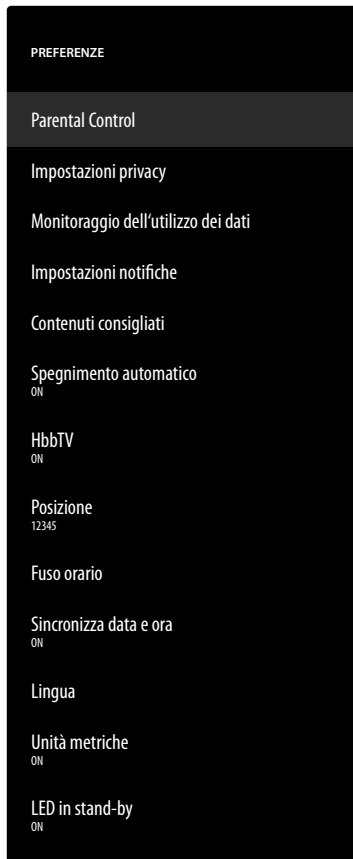 PREFERENZE
Parental Control
Impostazioni privacy
Monitoraggio dell‘utilizzo dei dati
Impostazioni notifiche
Contenuti consigliati
Spegnimento automatico
ON
HbbTV
ON
Posizione
12345
Fuso orario
Sincronizza data e ora
ON
Lingua
Unità metriche
ON
LED in stand-by
ON